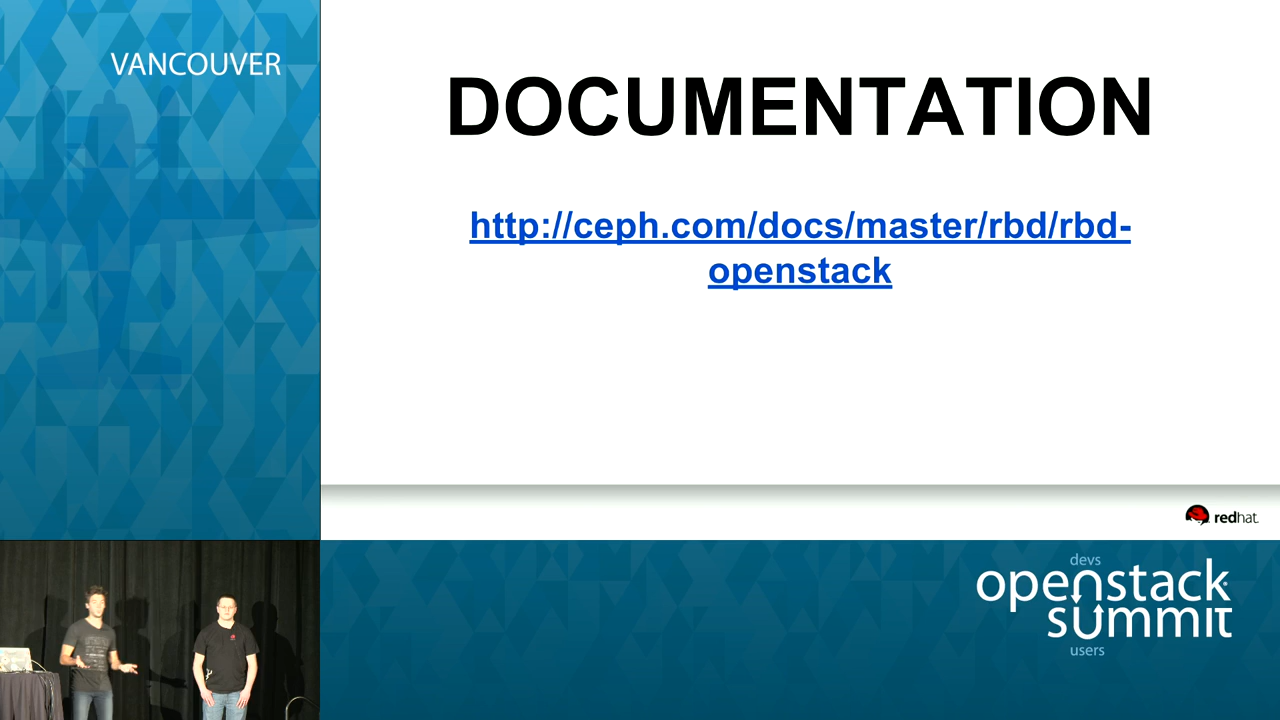 VANCOUVER
DOCUMENTATION
http://ceph.com/docs/master/rbd/rbd-
openstack
redhat.
devs
openstack
summit
users